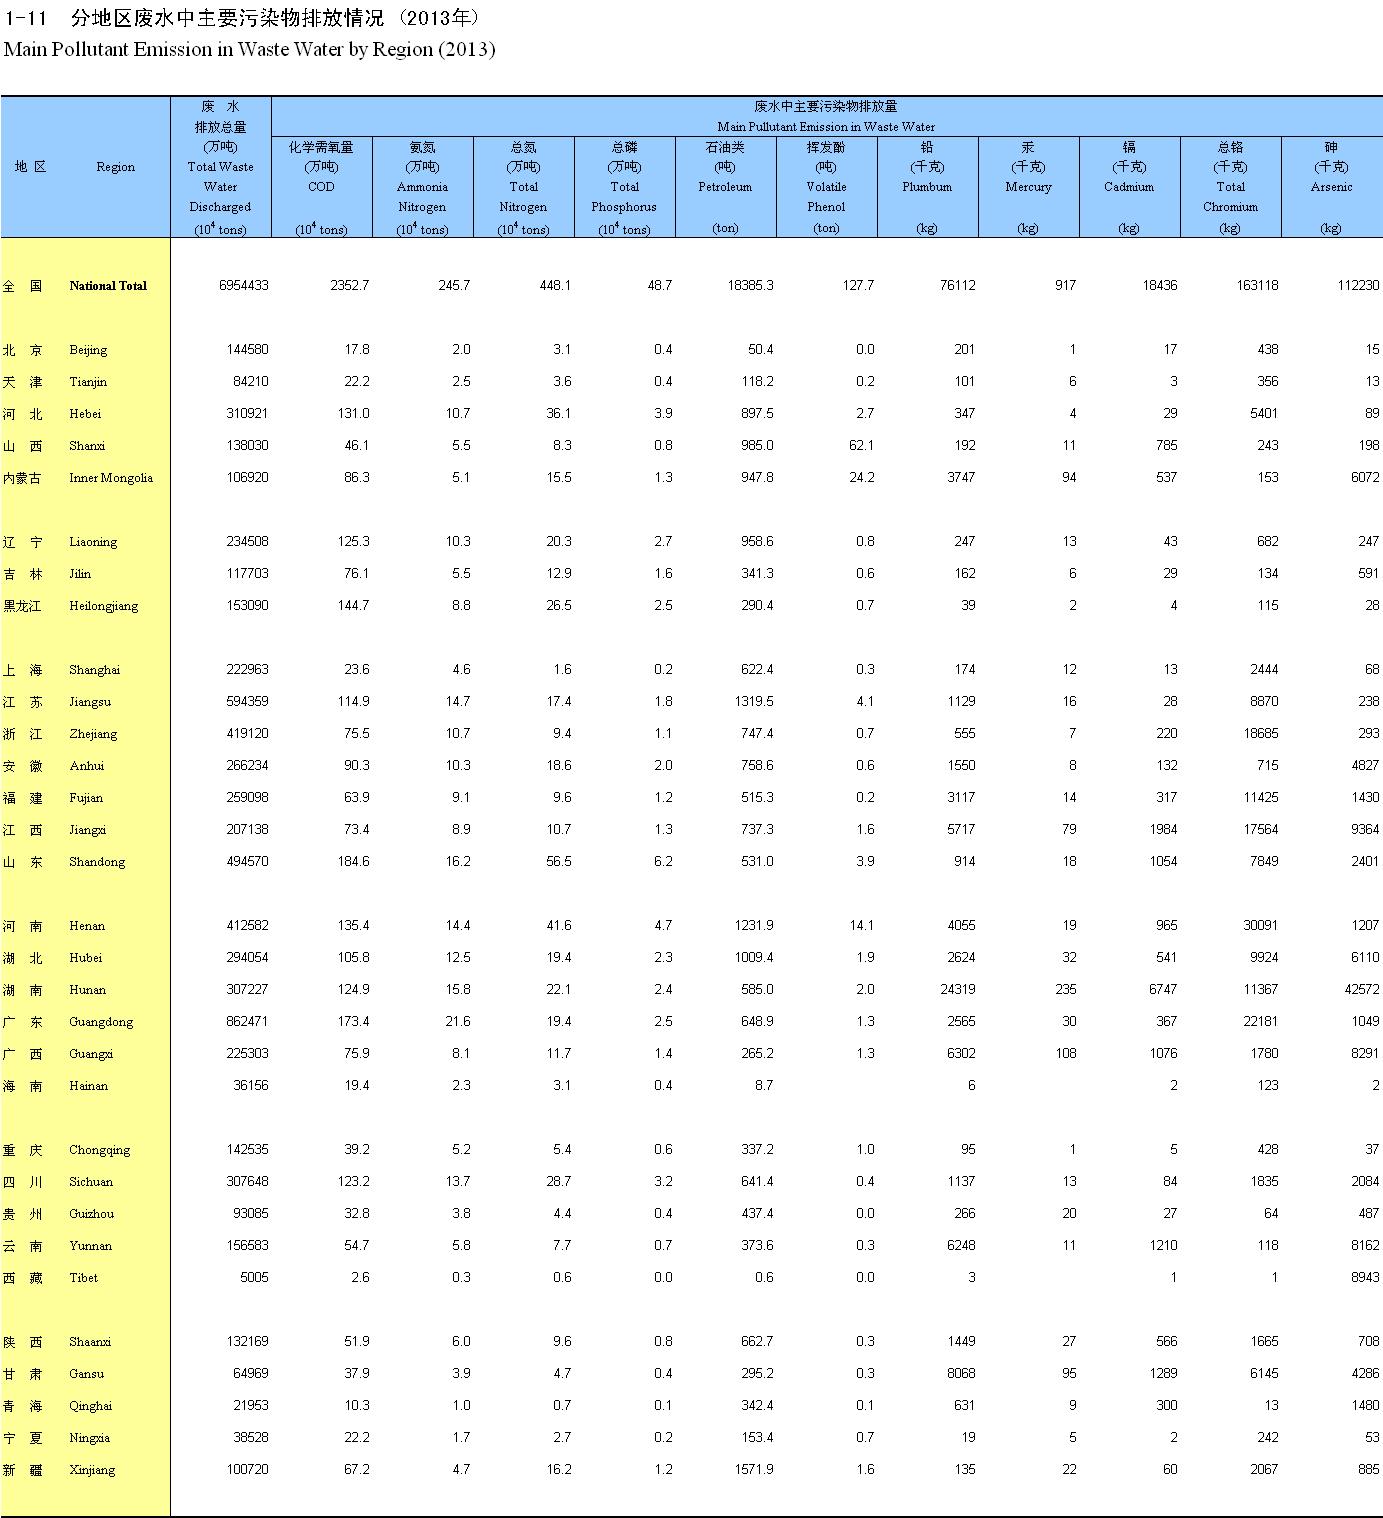 1-11 分地区废水中主要污染物排放情况 (2013年)
Main Pollutant Emission in Waste Water by Region (2013)
废 水 废水中主要污染物排放量
排放总量 Main Pollutant Emission in Waste Water
(万吨) 化学需氧量 氨氮 总氮 总磷 石油类 挥发酚 铅 汞 镉 总铬 砷
地 区 Region Total Waste (万吨) (万吨) (万吨) (万吨) (吨) (吨) (千克) (千克) (千克) (千克) (千克)
Water COD Ammonia Total Total Petroleum Volatile Plumbum Mercury Cadmium Total Arsenic
Discharged Nitrogen Nitrogen Phosphorus Phenol Chromium
(10⁴ tons) (10⁴ tons) (10⁴ tons) (10⁴ tons) (10⁴ tons) (ton) (ton) (kg) (kg) (kg) (kg) (kg)
全 国 National Total 6954433 2352.7 245.7 448.1 48.7 18385.3 127.7 76112 917 18436 163118 112230
北 京 Beijing 144580 17.8 2.0 3.1 0.4 50.4 0.0 201 1 17 438 15
天 津 Tianjin 84210 22.2 2.5 3.6 0.4 118.2 0.2 101 6 3 356 13
河 北 Hebei 310921 131.0 10.7 36.1 3.9 897.5 2.7 347 4 29 5401 89
山 西 Shanxi 138030 46.1 5.5 8.3 0.8 985.0 62.1 192 11 785 243 198
内蒙古 Inner Mongolia 106920 86.3 5.1 15.5 1.3 947.8 24.2 3747 94 537 153 6072
辽 宁 Liaoning 234508 125.3 10.3 20.3 2.7 958.6 0.8 247 13 43 682 247
吉 林 Jilin 117703 76.1 5.5 12.9 1.6 341.3 0.6 162 6 29 134 591
黑龙江 Heilongjiang 153090 144.7 8.8 26.5 2.5 290.4 0.7 39 2 4 115 28
上 海 Shanghai 222963 23.6 4.6 1.6 0.2 622.4 0.3 174 12 13 2444 68
江 苏 Jiangsu 594359 114.9 14.7 17.4 1.8 1319.5 4.1 1129 16 28 8870 238
浙 江 Zhejiang 419120 75.5 10.7 9.4 1.1 747.4 0.7 555 7 220 18685 293
安 徽 Anhui 266234 90.3 10.3 18.6 2.0 758.6 0.6 1550 8 132 715 4827
福 建 Fujian 259098 63.9 9.1 9.6 1.2 515.3 0.2 3117 14 317 11425 1430
江 西 Jiangxi 207138 73.4 8.9 10.7 1.3 737.3 1.6 5717 79 1984 17564 9364
山 东 Shandong 494570 184.6 16.2 56.5 6.2 531.0 3.9 914 18 1054 7849 2401
河 南 Henan 412582 135.4 14.4 41.6 4.7 1231.9 14.1 4055 19 965 30091 1207
湖 北 Hubei 294054 105.8 12.5 19.4 2.3 1009.4 1.9 2624 32 541 9924 6110
湖 南 Hunan 307227 124.9 15.8 22.1 2.4 585.0 2.0 24319 235 6747 11367 42572
广 东 Guangdong 862471 173.4 21.6 19.4 2.5 648.9 1.3 2565 30 367 22181 1049
广 西 Guangxi 225303 75.9 8.1 11.7 1.4 265.2 1.3 6302 108 1076 1780 8291
海 南 Hainan 36156 19.4 2.3 3.1 0.4 8.7 6 2 123 2
重 庆 Chongqing 142535 39.2 5.2 5.4 0.6 337.2 1.0 95 1 5 428 37
四 川 Sichuan 307648 123.2 13.7 28.7 3.2 641.4 0.4 1137 13 84 1835 2084
贵 州 Guizhou 93085 32.8 3.8 4.4 0.4 437.4 0.0 266 20 27 64 487
云 南 Yunnan 156583 54.7 5.8 7.7 0.7 373.6 0.3 6248 11 1210 118 8162
西 藏 Tibet 5005 2.6 0.3 0.6 0.0 0.6 0.0 3 1 1 8943
陕 西 Shaanxi 132169 51.9 6.0 9.6 0.8 662.7 0.3 1449 27 566 1665 708
甘 肃 Gansu 64969 37.9 3.9 4.7 0.4 295.2 0.3 8068 95 1289 6145 4286
青 海 Qinghai 21953 10.3 1.0 0.7 0.1 342.4 0.1 631 9 300 13 1480
宁 夏 Ningxia 38528 22.2 1.7 2.7 0.2 153.4 0.7 19 5 2 242 53
新 疆 Xinjiang 100720 67.2 4.7 16.2 1.2 1571.9 1.6 135 22 60 2067 885